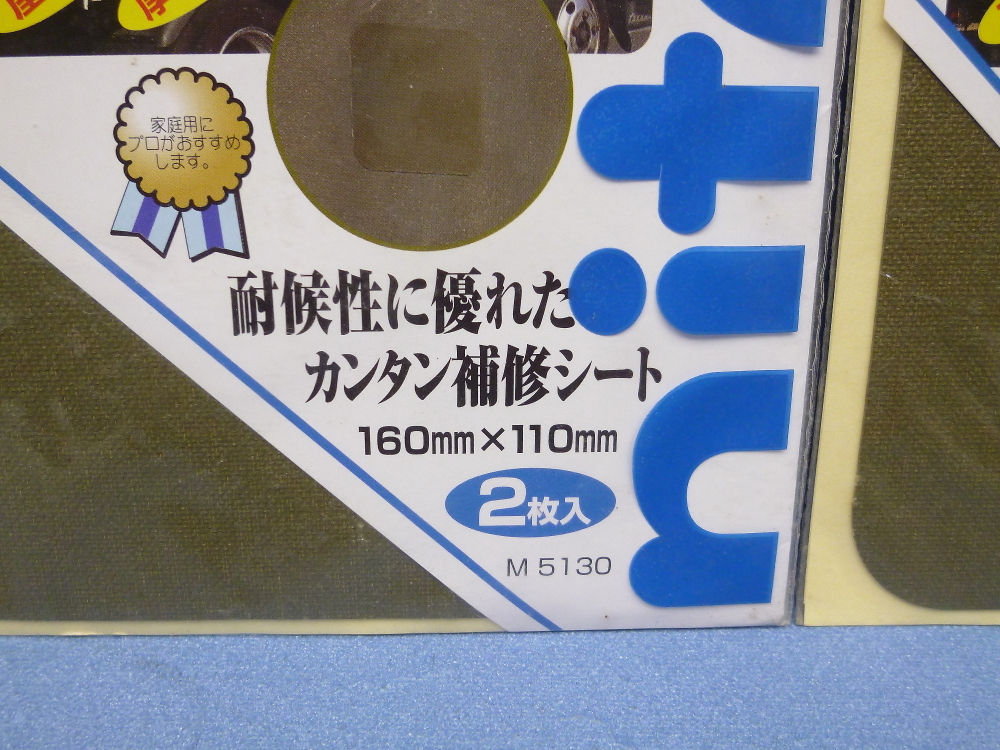 家庭用に
プロがおすすめ
します。
耐候性に優れた
カンタン補修シート
160mm×110mm
2枚入
M 5130